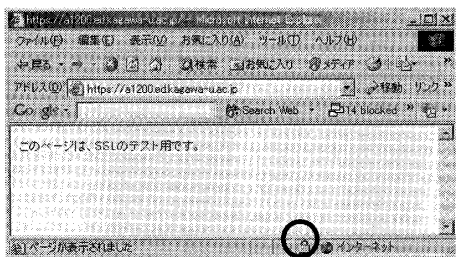 https://a1200.ed.kagawa-u.ac.jp/ - Microsoft Internet Explorer
ファイル(F) 編集(E) 表示(V) お気に入り(A) ツール(T) ヘルプ(H)
戻る 検索 お気に入り メディア »
アドレス(D) https://a1200.ed.kagawa-u.ac.jp 移動 リンク »
Google Search Web 14 blocked »
このページは、SSLのテスト用です。
ページが表示されました インターネット